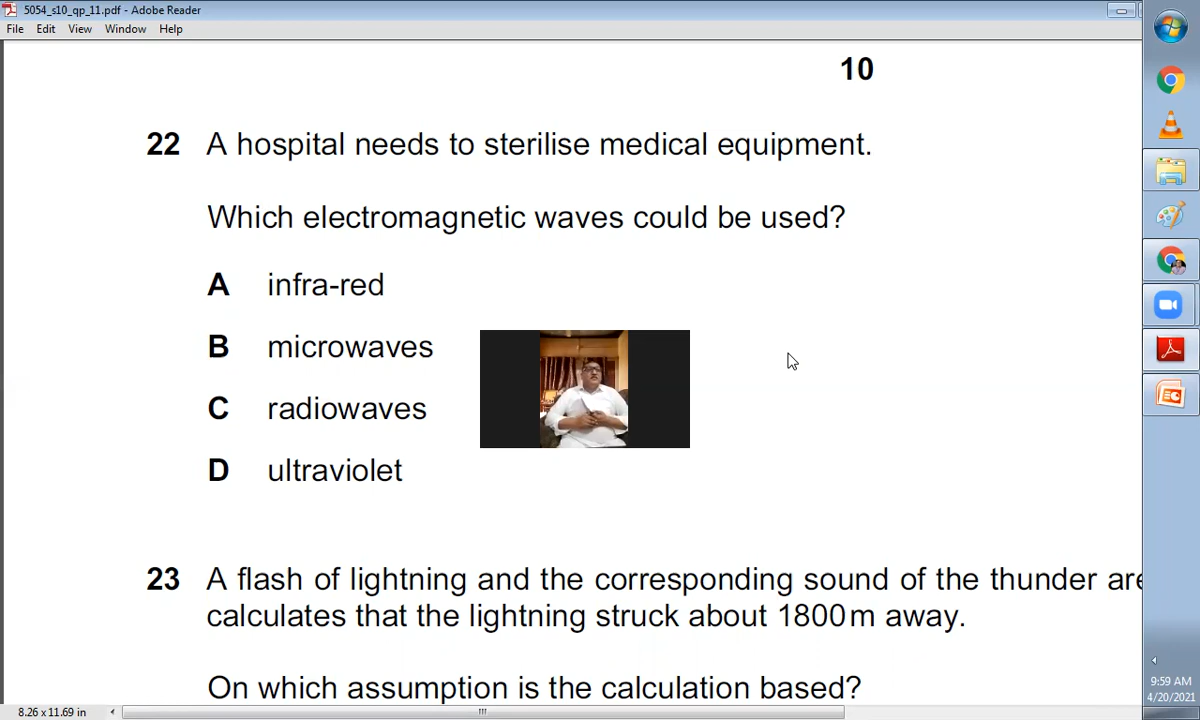 5054_s10_qp_11.pdf - Adobe Reader
File Edit View Window Help
10
22 A hospital needs to sterilise medical equipment.
Which electromagnetic waves could be used?
A infra-red
B microwaves
C radiowaves
D ultraviolet
23 A flash of lightning and the corresponding sound of the thunder are
calculates that the lightning struck about 1800 m away.
On which assumption is the calculation based?
8.26 x 11.69 in
9:59 AM
4/20/2021